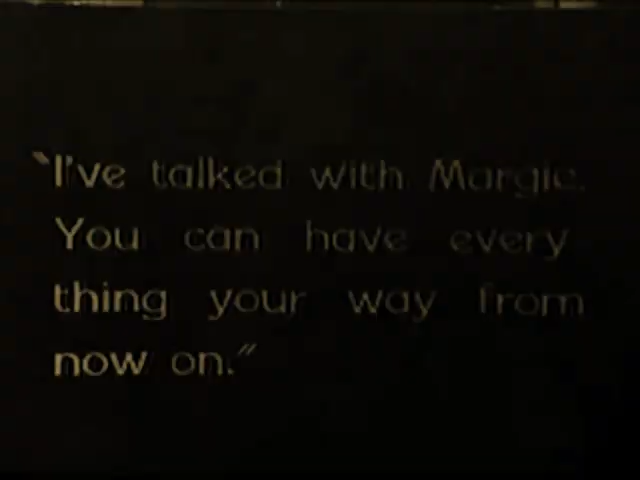 "I've talked with Margie.
You can have every
thing your way from
now on."